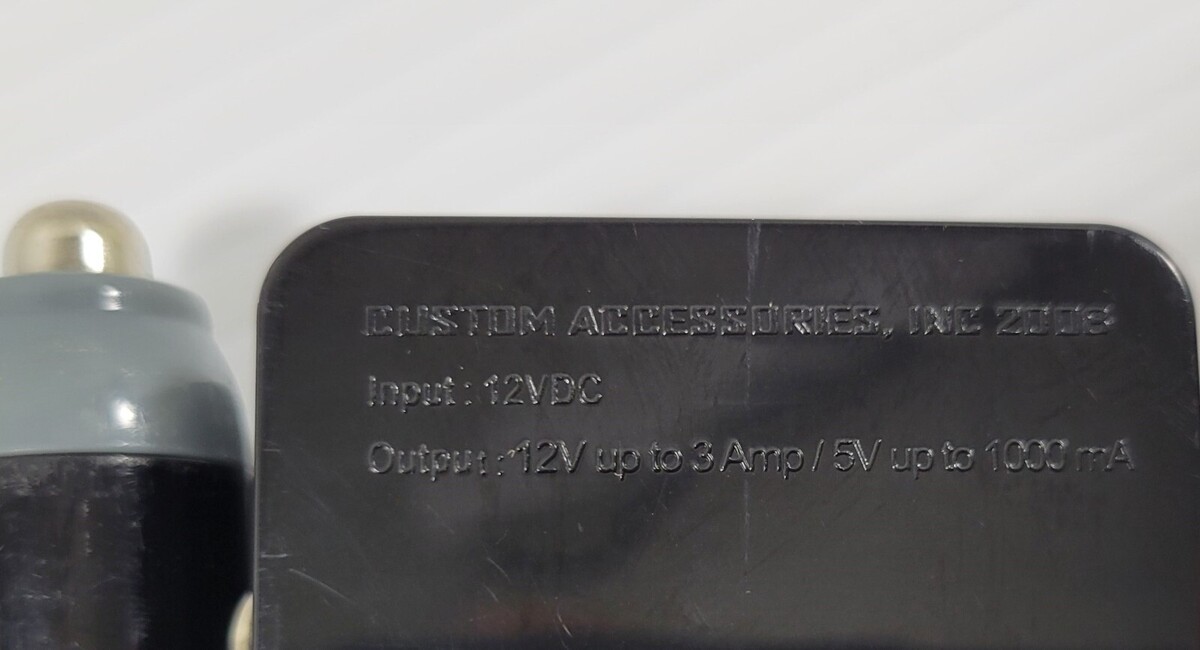 CUSTOM ACCESSORIES, INC 2008
Input : 12VDC
Output : 12V up to 3 Amp / 5V up to 1000 mA